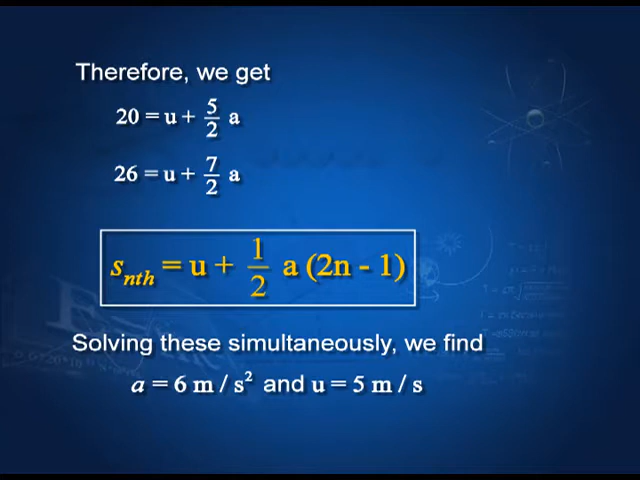 Therefore, we get
20 = u + 5/2 a
26 = u + 7/2 a
s_nth = u + 1/2 a (2n - 1)
Solving these simultaneously, we find
a = 6 m / s² and u = 5 m / s